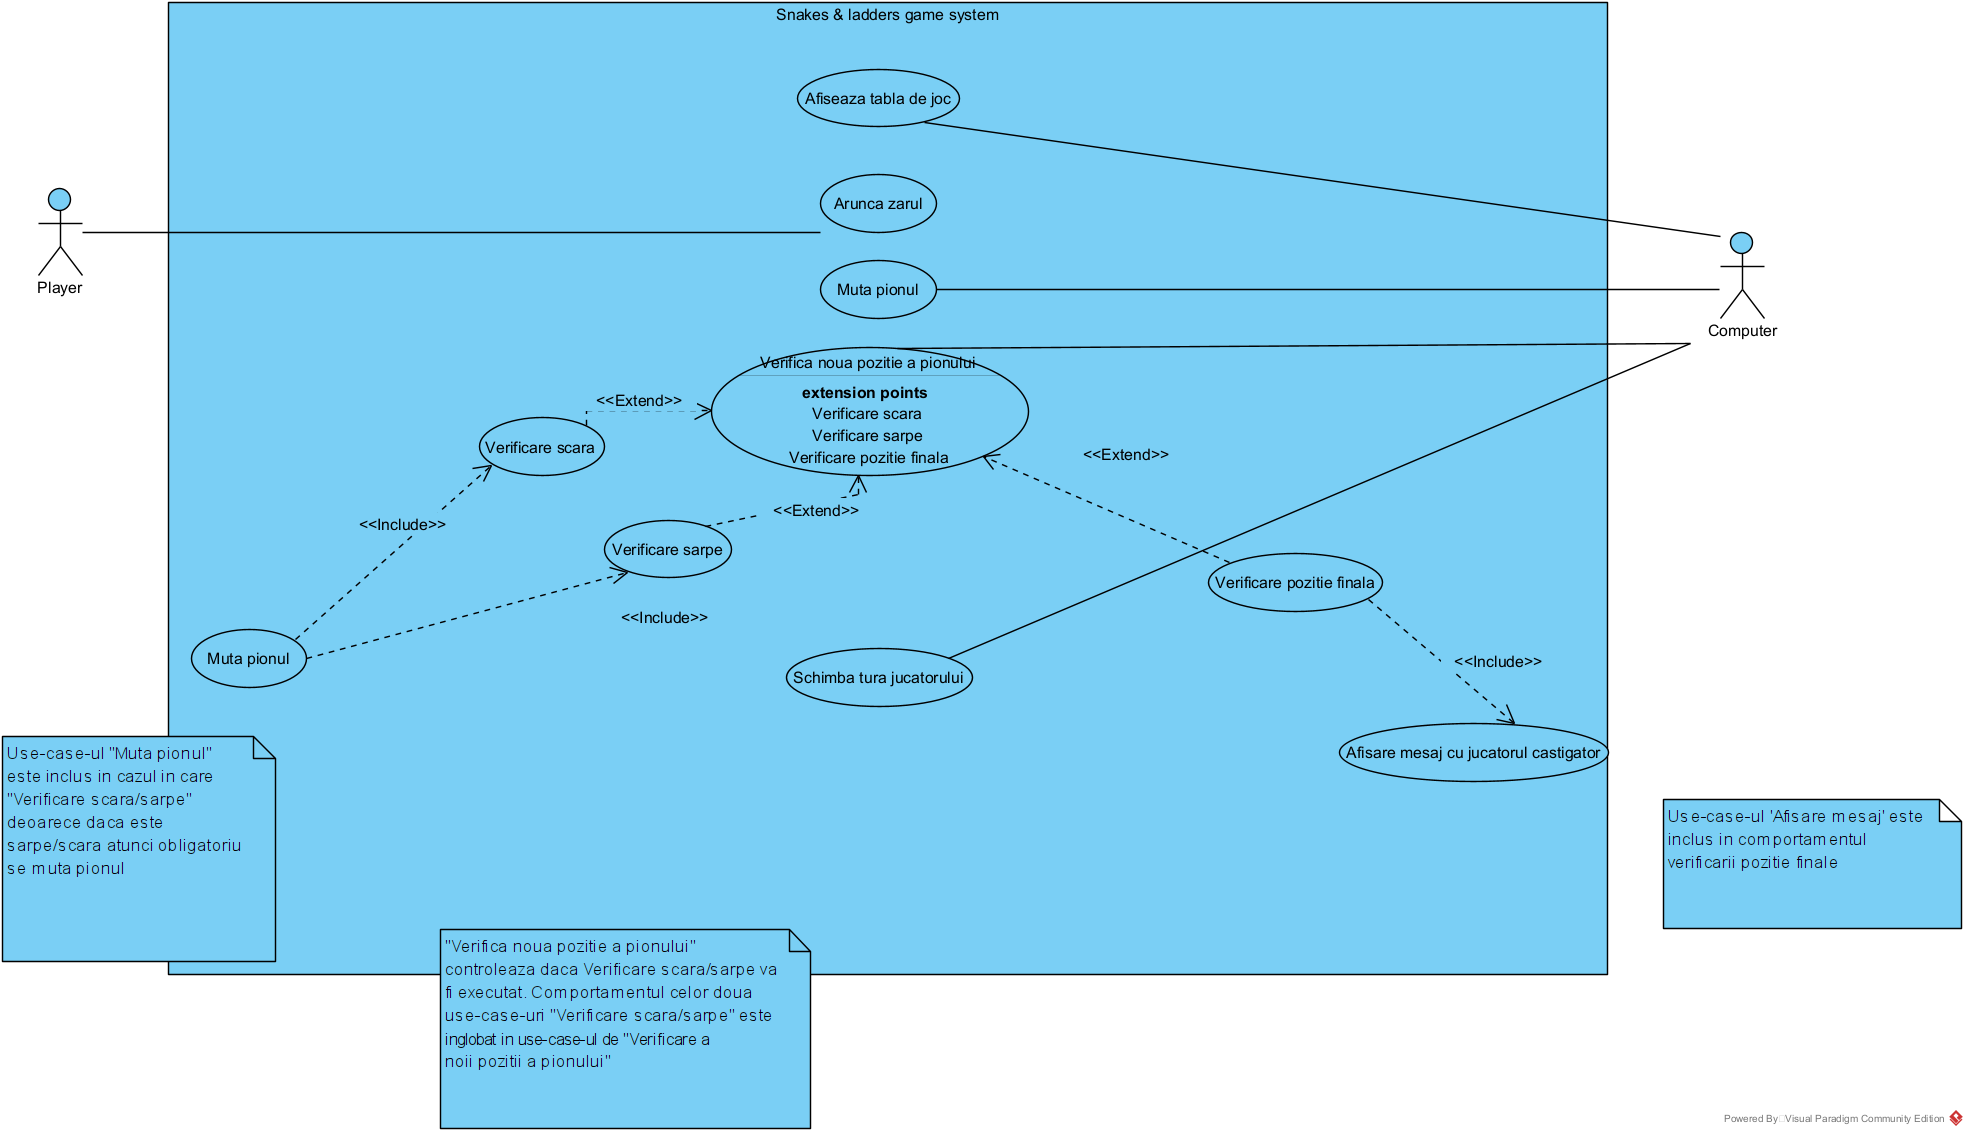 Snakes & ladders game system
Afiseaza tabla de joc
Arunca zarul
Player
Muta pionul
Computer
Verifica noua pozitie a pionului
extension points
Verificare scara
Verificare sarpe
Verificare pozitie finala
<<Extend>>
Verificare scara
<<Extend>>
<<Extend>>
<<Include>>
Verificare sarpe
Verificare pozitie finala
<<Include>>
Muta pionul
Schimba tura jucatorului
<<Include>>
Afisare mesaj cu jucatorul castigator
Use-case-ul "Muta pionul"
este inclus in cazul in care
"Verificare scara/sarpe"
deoarece daca este
sarpe/scara atunci obligatoriu
se muta pionul
Use-case-ul 'Afisare mesaj' este
inclus in comportamentul
verificarii pozitie finale
"Verifica noua pozitie a pionului"
controleaza daca Verificare scara/sarpe va
fi executat. Comportamentul celor doua
use-case-uri "Verificare scara/sarpe" este
inglobat in use-case-ul de "Verificare a
noii pozitii a pionului"
Powered By Visual Paradigm Community Edition